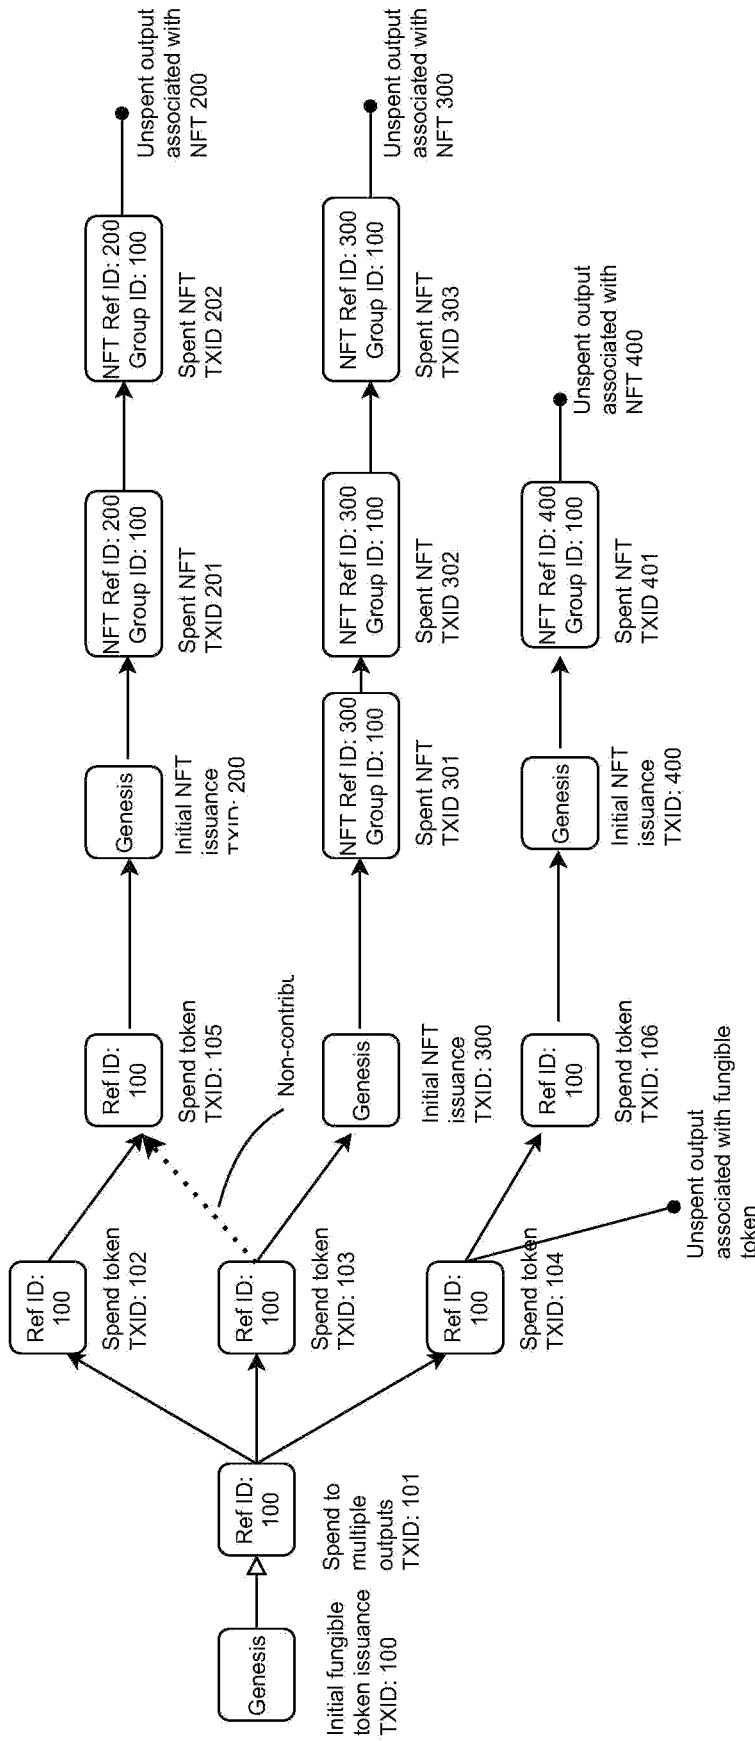 Genesis
Initial fungible
token issuance
TXID: 100
Ref ID:
100
Spend to
multiple
outputs
TXID: 101
Ref ID:
100
Spend token
TXID: 102
Ref ID:
100
Spend token
TXID: 103
Ref ID:
100
Spend token
TXID: 104
Unspent output
associated with fungible
token
Non-contribu
Ref ID:
100
Spend token
TXID: 105
Genesis
Initial NFT
issuance
TXID: 200
NFT Ref ID: 200
Group ID: 100
Spent NFT
TXID 201
NFT Ref ID: 200
Group ID: 100
Spent NFT
TXID 202
Unspent output
associated with
NFT 200
Genesis
Initial NFT
issuance
TXID: 300
NFT Ref ID: 300
Group ID: 100
Spent NFT
TXID 301
NFT Ref ID: 300
Group ID: 100
Spent NFT
TXID 302
NFT Ref ID: 300
Group ID: 100
Spent NFT
TXID 303
Unspent output
associated with
NFT 300
Ref ID:
100
Spend token
TXID: 106
Genesis
Initial NFT
issuance
TXID: 400
NFT Ref ID: 400
Group ID: 100
Spent NFT
TXID 401
Unspent output
associated with
NFT 400